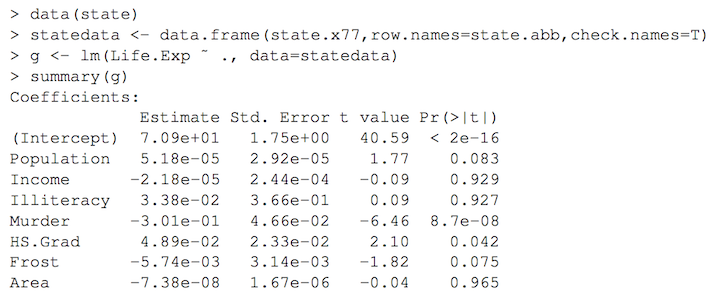 > data(state)
> statedata <- data.frame(state.x77,row.names=state.abb,check.names=T)
> g <- lm(Life.Exp ~ ., data=statedata)
> summary(g)
Coefficients:
Estimate Std. Error t value Pr(>|t|)
(Intercept) 7.09e+01 1.75e+00 40.59 < 2e-16
Population 5.18e-05 2.92e-05 1.77 0.083
Income -2.18e-05 2.44e-04 -0.09 0.929
Illiteracy 3.38e-02 3.66e-01 0.09 0.927
Murder -3.01e-01 4.66e-02 -6.46 8.7e-08
HS.Grad 4.89e-02 2.33e-02 2.10 0.042
Frost -5.74e-03 3.14e-03 -1.82 0.075
Area -7.38e-08 1.67e-06 -0.04 0.965